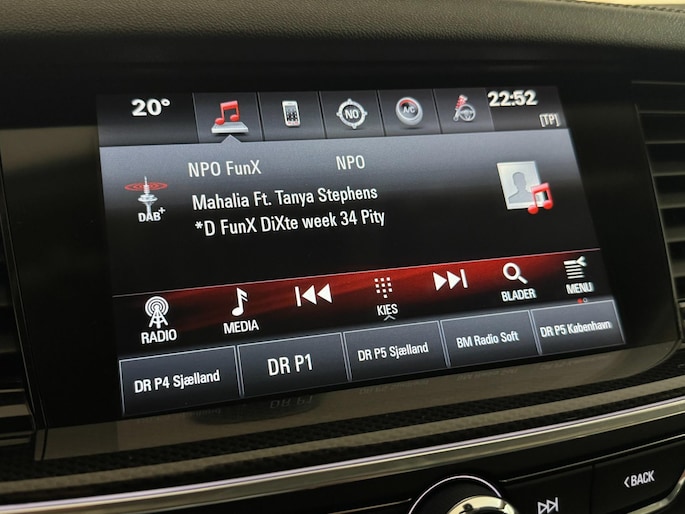 20°
NO
A/C
22:52
[TP]
NPO FunX NPO
DAB+
Mahalia Ft. Tanya Stephens
*D FunX DiXte week 34 Pity
RADIO
MEDIA
KIES
BLADER
MENU
DR P4 Sjælland
DR P1
DR P5 Sjælland
BM Radio Soft
DR P5 København
<BACK